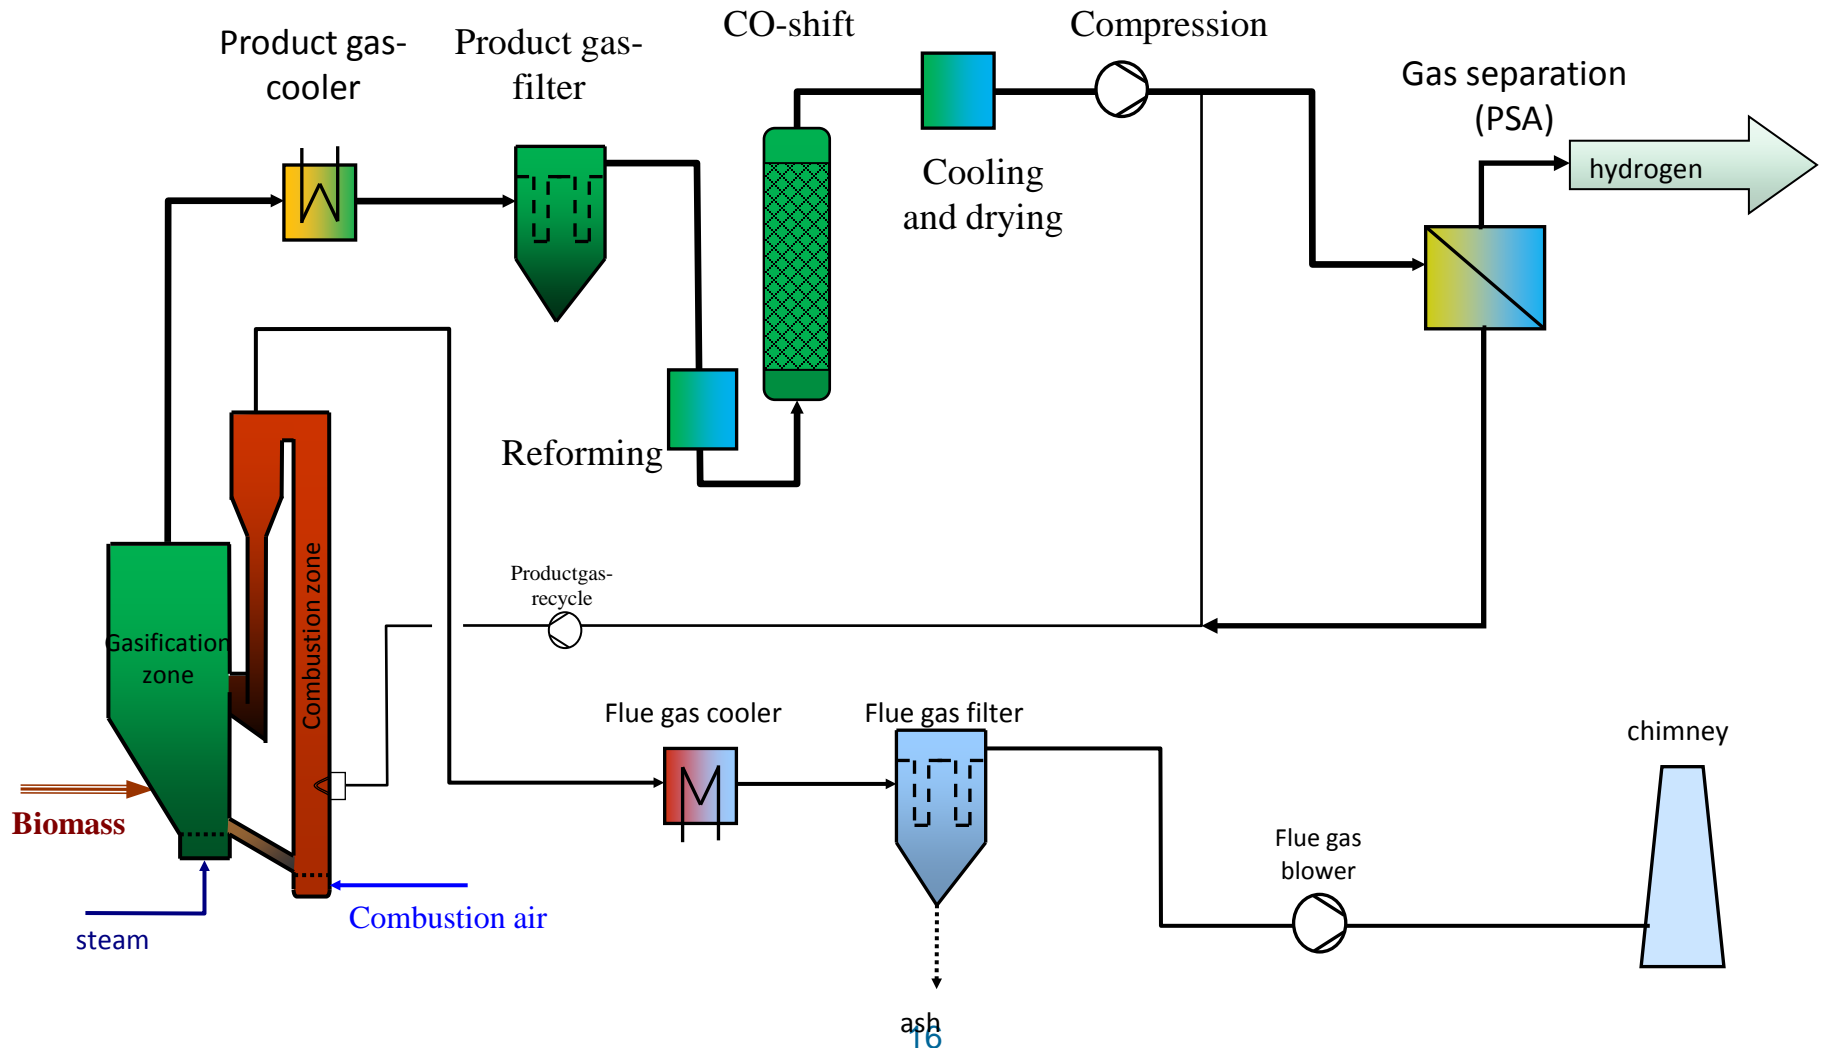 CO-shift
Compression
Product gas-
cooler
Product gas-
filter
Gas separation
(PSA)
hydrogen
Cooling
and drying
Reforming
Combustion zone
Gasification
zone
Productgas-
recycle
Flue gas cooler
Flue gas filter
chimney
Biomass
Flue gas
blower
Combustion air
steam
ash
16